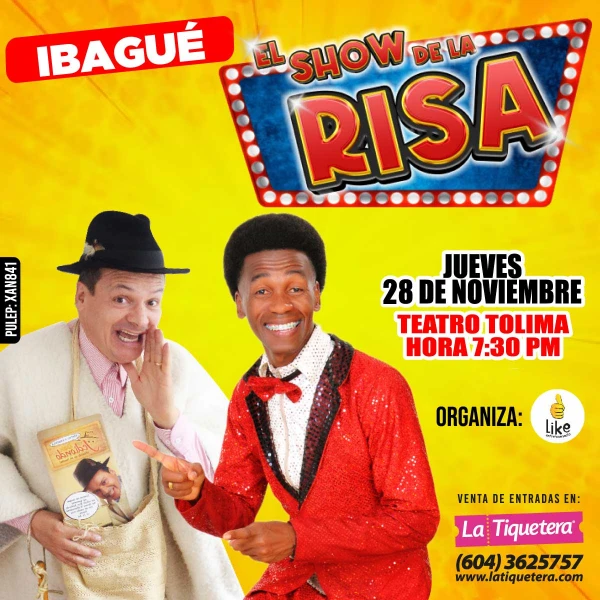 IBAGUÉ
EL SHOW DE LA
RISA
PULEP: XAN841
JUEVES
28 DE NOVIEMBRE
TEATRO TOLIMA
HORA 7:30 PM
ORGANIZA:
Like
VENTA DE ENTRADAS EN:
La Tiquetera
(604) 3625757
www.latiquetera.com